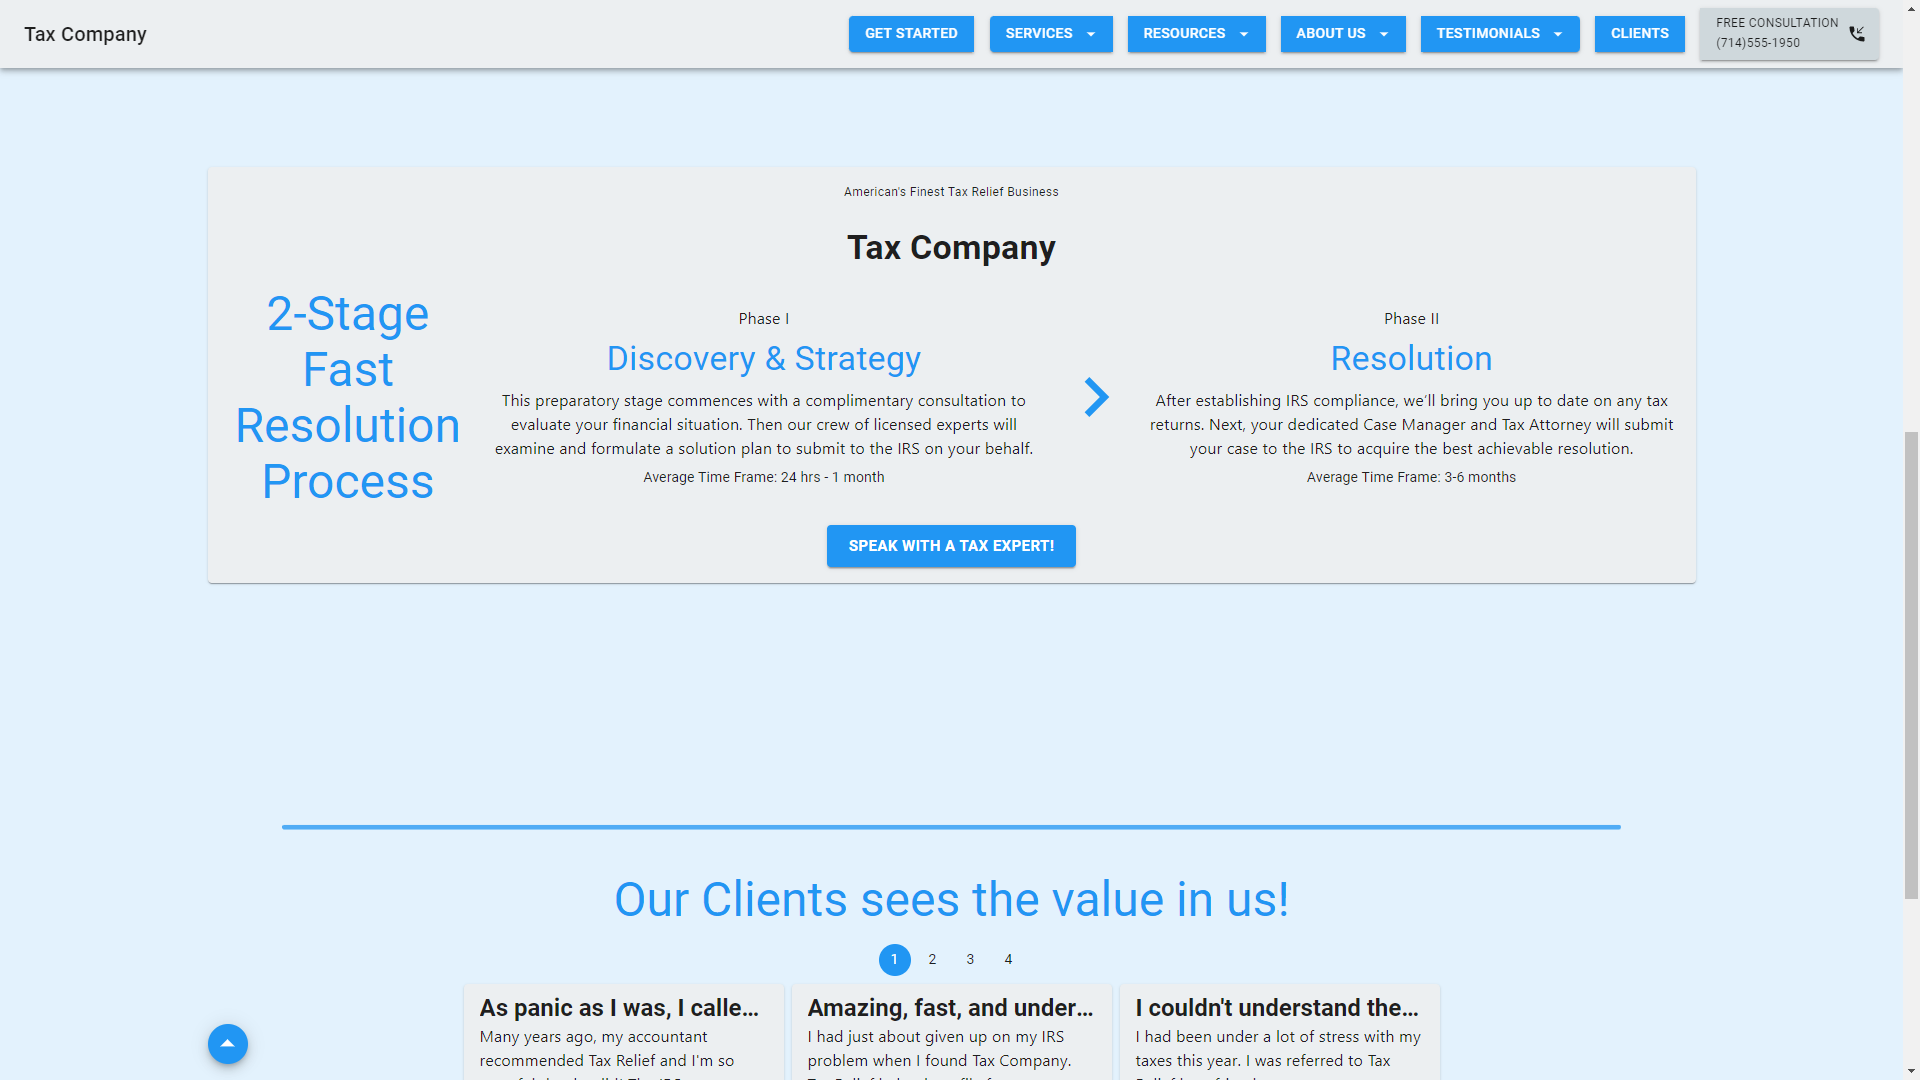 Tax Company
GET STARTED
SERVICES
RESOURCES
ABOUT US
TESTIMONIALS
CLIENTS
FREE CONSULTATION
(714)555-1950
American's Finest Tax Relief Business
Tax Company
2-Stage
Fast
Resolution
Process
Phase I
Discovery & Strategy
This preparatory stage commences with a complimentary consultation to
evaluate your financial situation. Then our crew of licensed experts will
examine and formulate a solution plan to submit to the IRS on your behalf.
Average Time Frame: 24 hrs - 1 month
Phase II
Resolution
After establishing IRS compliance, we’ll bring you up to date on any tax
returns. Next, your dedicated Case Manager and Tax Attorney will submit
your case to the IRS to acquire the best achievable resolution.
Average Time Frame: 3-6 months
SPEAK WITH A TAX EXPERT!
Our Clients sees the value in us!
1 2 3 4
As panic as I was, I calle...
Many years ago, my accountant
recommended Tax Relief and I'm so
Amazing, fast, and under...
I had just about given up on my IRS
problem when I found Tax Company.
I couldn't understand the...
I had been under a lot of stress with my
taxes this year. I was referred to Tax